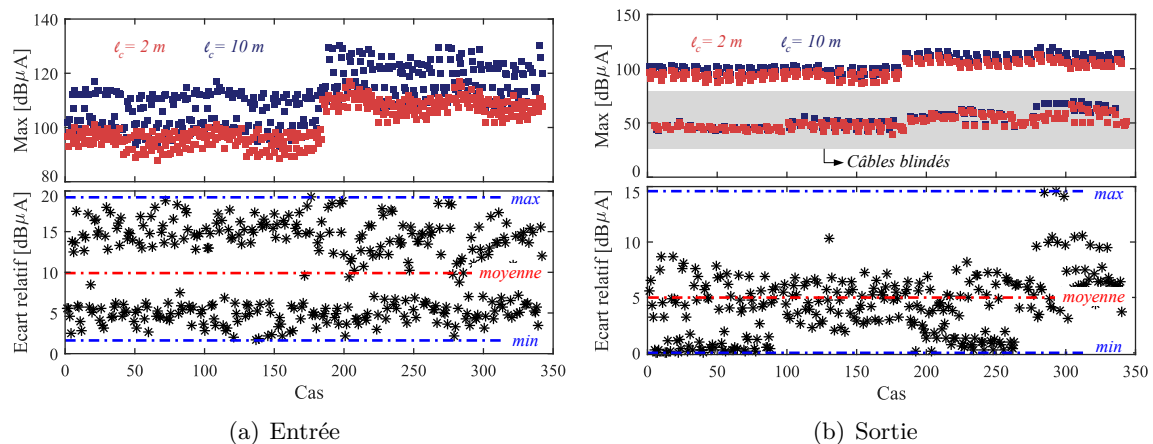 140
120
100
80
Max [dBµA]
ℓc = 2 m ℓc = 10 m
20
15
10
5
0
Ecart relatif [dBµA]
max
moyenne
min
0 50 100 150 200 250 300 350
Cas
(a) Entrée
150
100
50
0
Max [dBµA]
ℓc = 2 m ℓc = 10 m
Câbles blindés
15
10
5
0
Ecart relatif [dBµA]
max
moyenne
min
0 50 100 150 200 250 300 350
Cas
(b) Sortie